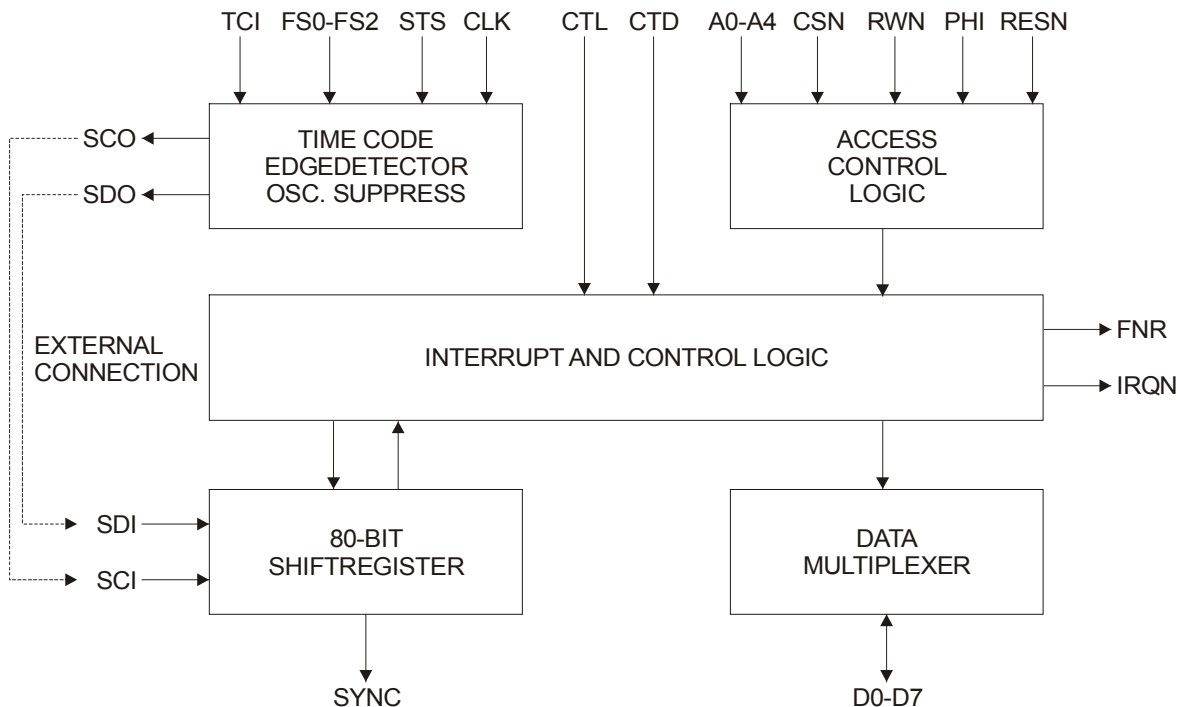 TCI FS0-FS2 STS CLK CTL CTD A0-A4 CSN RWN PHI RESN
SCO
SDO
TIME CODE
EDGEDETECTOR
OSC. SUPPRESS
ACCESS
CONTROL
LOGIC
EXTERNAL
CONNECTION
INTERRUPT AND CONTROL LOGIC
FNR
IRQN
SDI
SCI
80-BIT
SHIFTREGISTER
DATA
MULTIPLEXER
SYNC
D0-D7